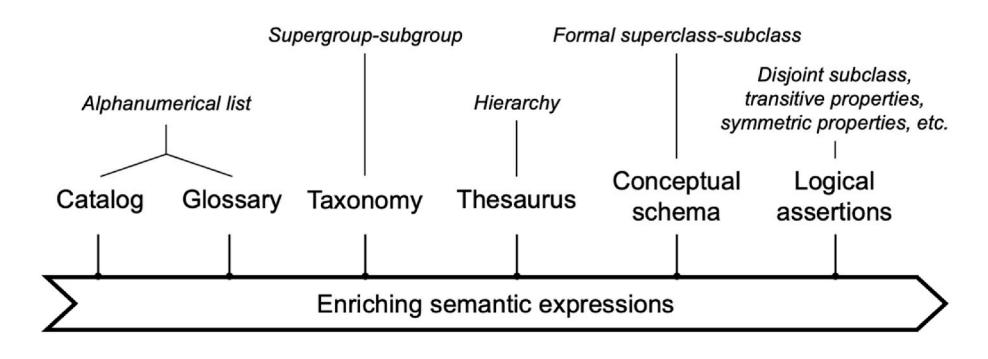 Supergroup-subgroup
Formal superclass-subclass
Alphanumerical list
Hierarchy
Disjoint subclass,
transitive properties,
symmetric properties, etc.
Catalog
Glossary
Taxonomy
Thesaurus
Conceptual
schema
Logical
assertions
Enriching semantic expressions